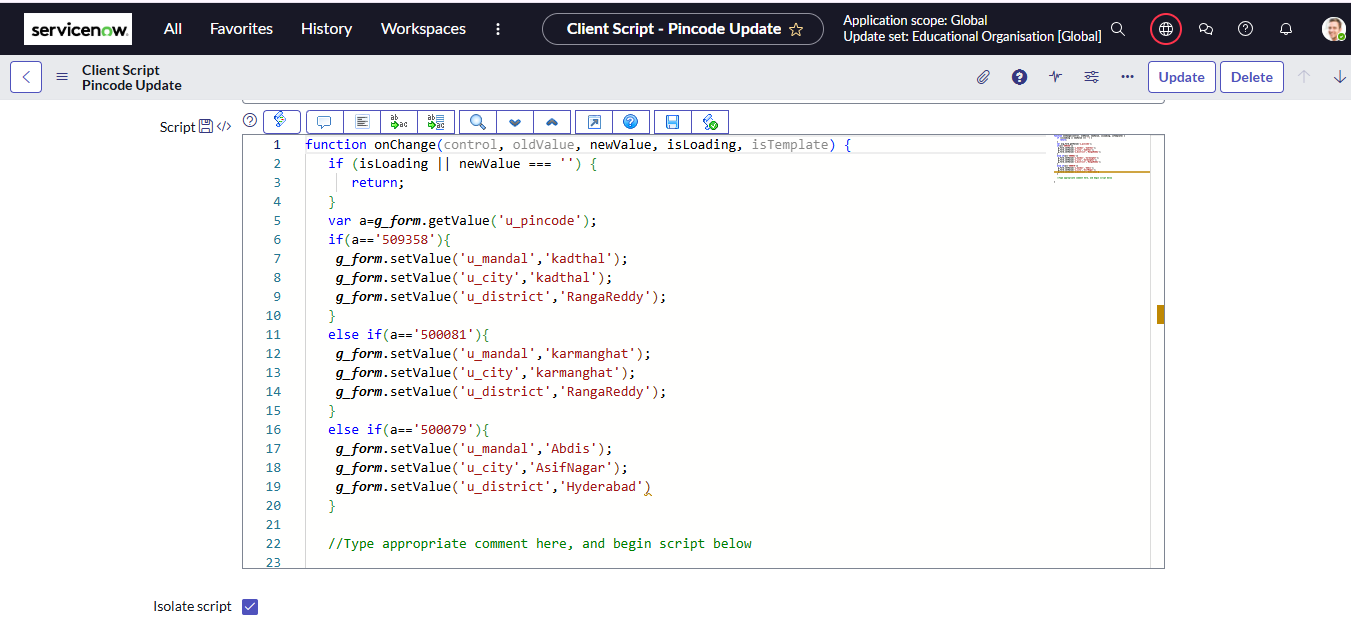 servicenow.
All Favorites History Workspaces
Client Script - Pincode Update
Application scope: Global
Update set: Educational Organisation [Global]
Client Script
Pincode Update
Update Delete
Script </>
1 function onChange(control, oldValue, newValue, isLoading, isTemplate) {
2 if (isLoading || newValue === '') {
3 return;
4 }
5 var a=g_form.getValue('u_pincode');
6 if(a=='509358'){
7 g_form.setValue('u_mandal','kadthal');
8 g_form.setValue('u_city','kadthal');
9 g_form.setValue('u_district','RangaReddy');
10 }
11 else if(a=='500081'){
12 g_form.setValue('u_mandal','karmanghat');
13 g_form.setValue('u_city','karmanghat');
14 g_form.setValue('u_district','RangaReddy');
15 }
16 else if(a=='500079'){
17 g_form.setValue('u_mandal','Abdis');
18 g_form.setValue('u_city','AsifNagar');
19 g_form.setValue('u_district','Hyderabad')
20 }
21
22 //Type appropriate comment here, and begin script below
23
Isolate script